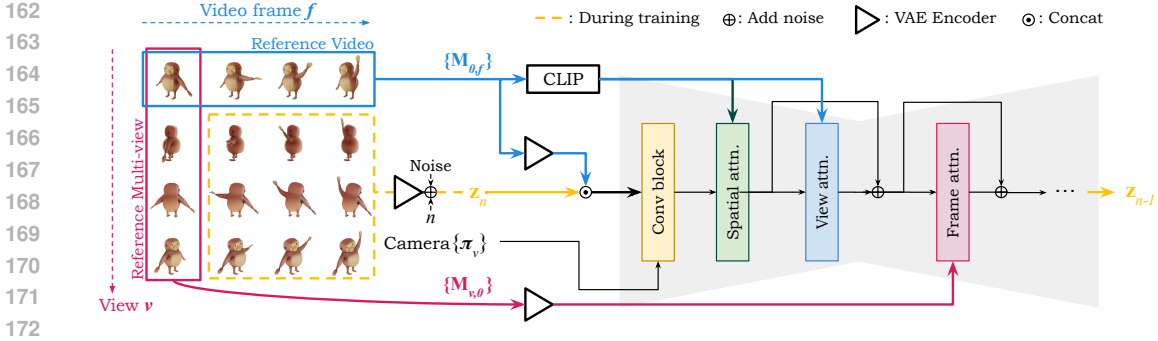 162
163
164
165
166
167
168
169
170
171
172
Video frame f
: During training
: Add noise
: VAE Encoder
: Concat
Reference Video
{M0,f}
CLIP
Reference Multi-view
Noise
zn
n
Conv block
Spatial attn.
View attn.
Frame attn.
...
zn-1
Camera{πv}
{Mv,0}
View v